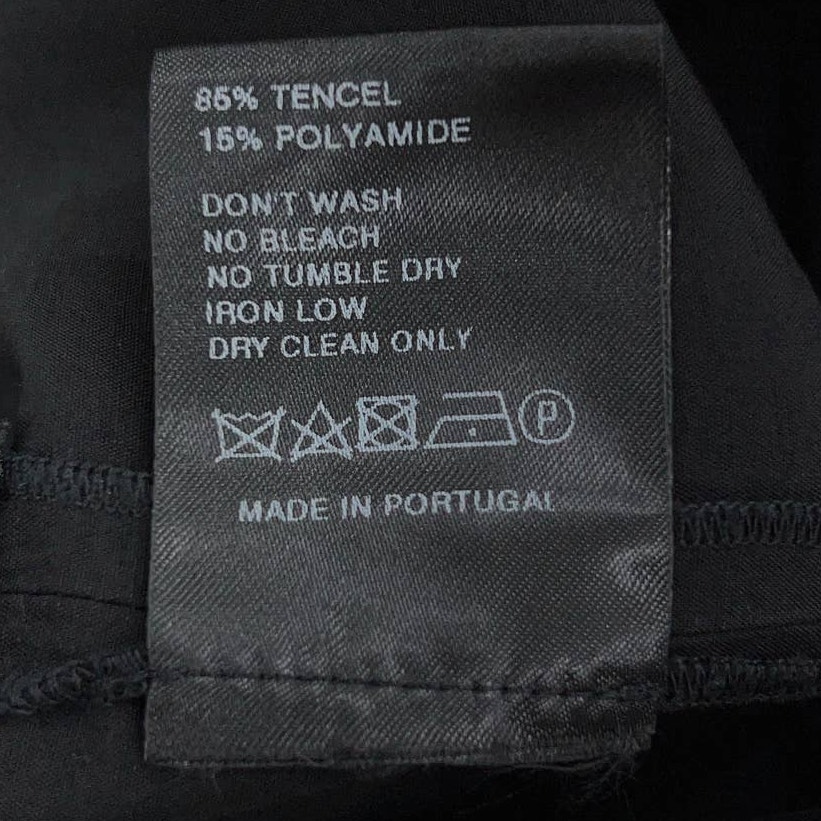 85% TENCEL
15% POLYAMIDE
DON'T WASH
NO BLEACH
NO TUMBLE DRY
IRON LOW
DRY CLEAN ONLY
P
MADE IN PORTUGAL